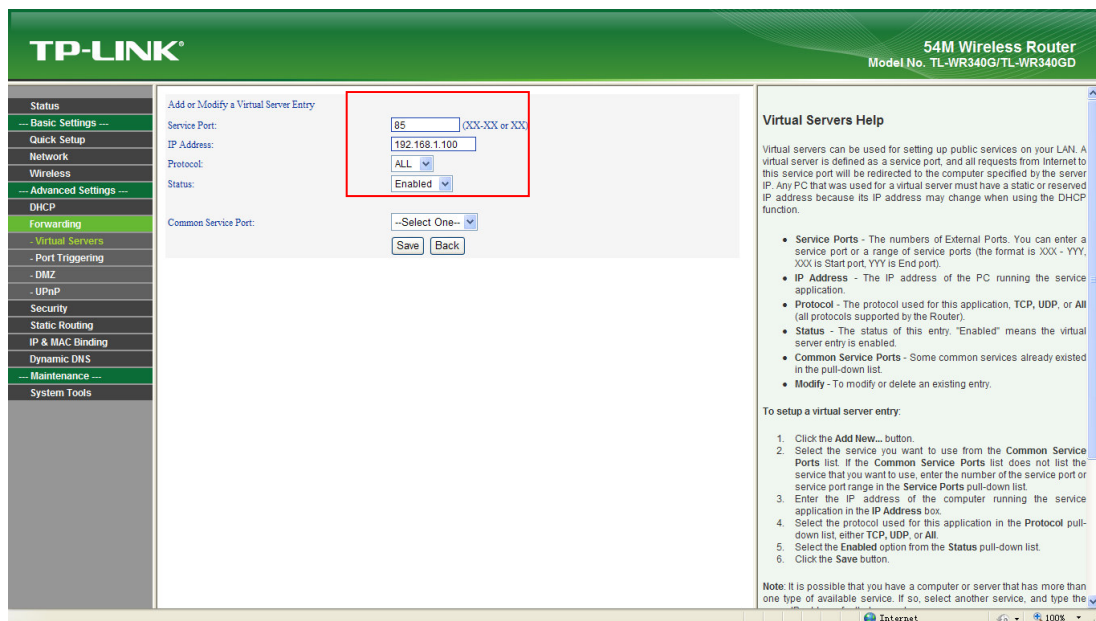 TP-LINK®
54M Wireless Router
Model No. TL-WR340G/TL-WR340GD
Status
--- Basic Settings ---
Quick Setup
Network
Wireless
--- Advanced Settings ---
DHCP
Forwarding
- Virtual Servers
- Port Triggering
- DMZ
- UPnP
Security
Static Routing
IP & MAC Binding
Dynamic DNS
--- Maintenance ---
System Tools
Add or Modify a Virtual Server Entry
Service Port: 85 (XX-XX or XX)
IP Address: 192.168.1.100
Protocol: ALL
Status: Enabled
Common Service Port: --Select One--
Save Back
Virtual Servers Help
Virtual servers can be used for setting up public services on your LAN. A
virtual server is defined as a service port, and all requests from Internet to
this service port will be redirected to the computer specified by the server
IP. Any PC that was used for a virtual server must have a static or reserved
IP address because its IP address may change when using the DHCP
function.
• Service Ports - The numbers of External Ports. You can enter a
service port or a range of service ports (the format is XXX - YYY,
XXX is Start port, YYY is End port).
• IP Address - The IP address of the PC running the service
application.
• Protocol - The protocol used for this application, TCP, UDP, or All
(all protocols supported by the Router).
• Status - The status of this entry. "Enabled" means the virtual
server entry is enabled.
• Common Service Ports - Some common services already existed
in the pull-down list.
• Modify - To modify or delete an existing entry.
To setup a virtual server entry:
1. Click the Add New... button.
2. Select the service you want to use from the Common Service
Ports list. If the Common Service Ports list does not list the
service that you want to use, enter the number of the service port or
service port range in the Service Ports pull-down list.
3. Enter the IP address of the computer running the service
application in the IP Address box.
4. Select the protocol used for this application in the Protocol pull-
down list, either TCP, UDP, or All.
5. Select the Enabled option from the Status pull-down list.
6. Click the Save button.
Note: It is possible that you have a computer or server that has more than
one type of available service. If so, select another service, and type the
Internet 100%